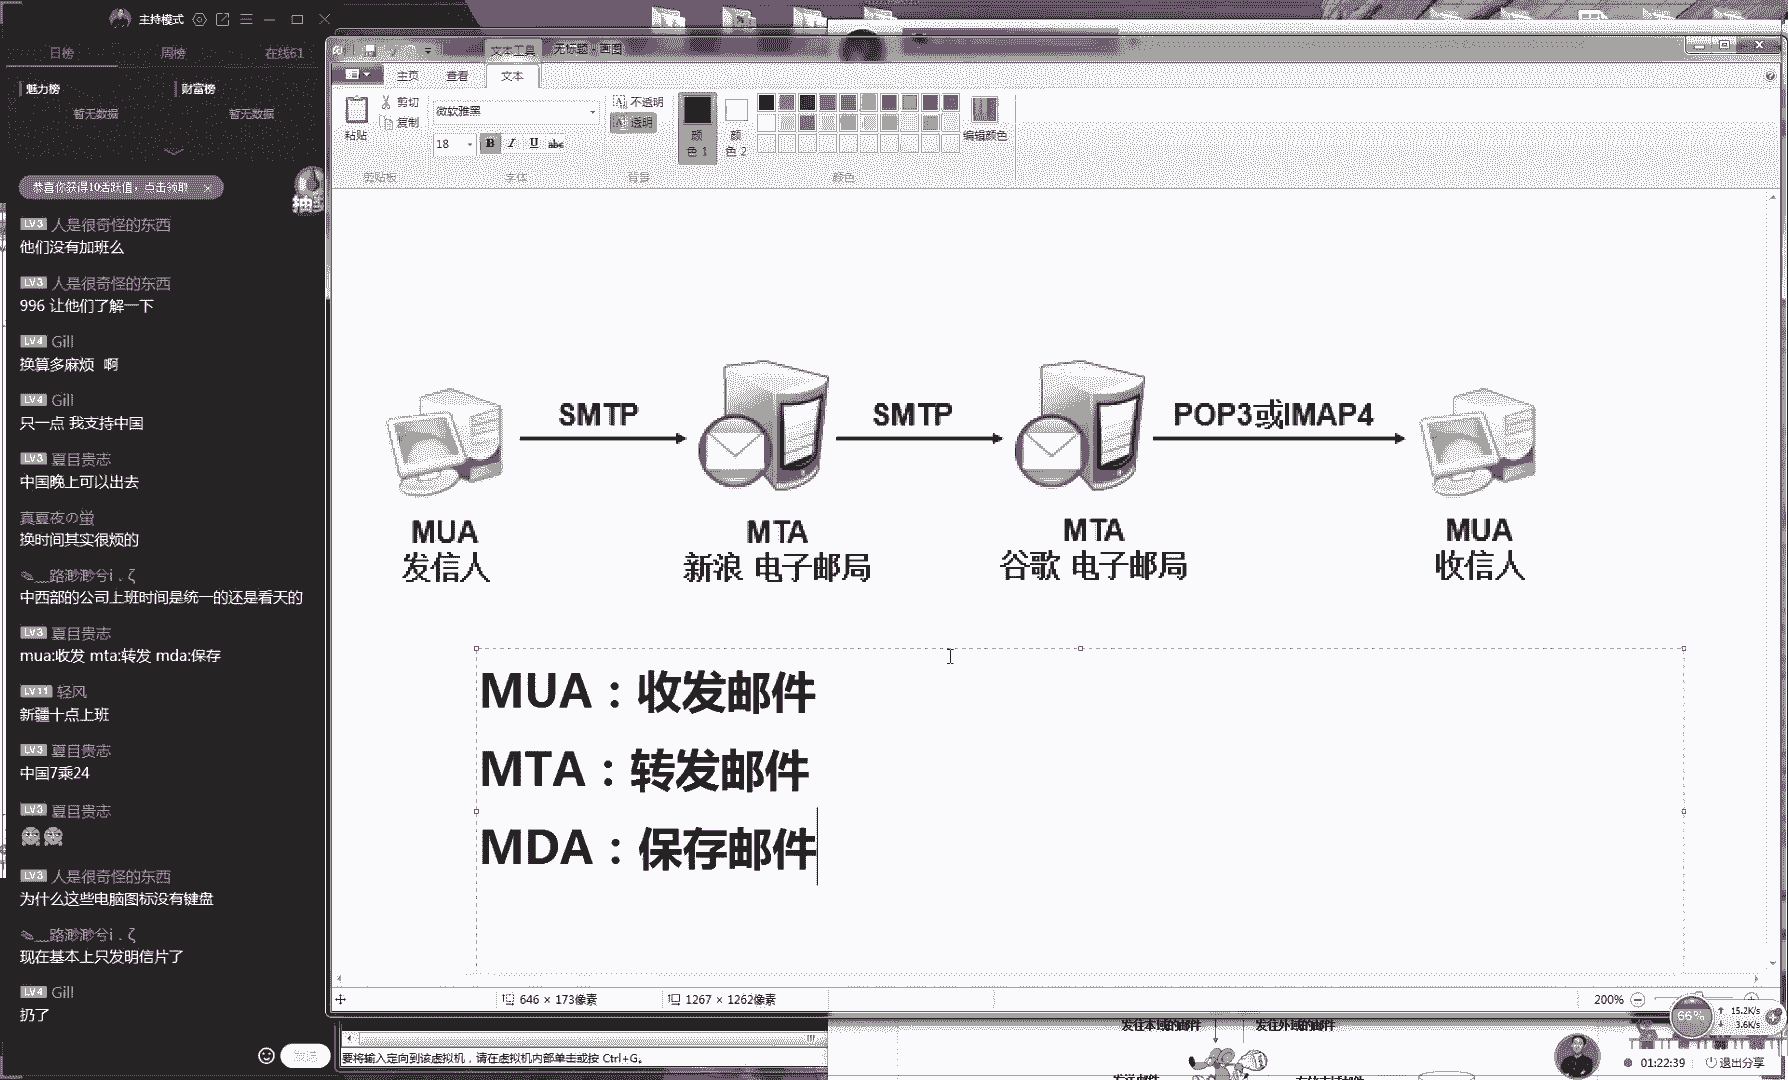 主持模式
日榜 周榜 在线61
魅力榜 财富榜
暂无数据 暂无数据
恭喜你获得10活跃值，点击领取
抽
LV3 人是很奇怪的东西
他们没有加班么
LV3 人是很奇怪的东西
996 让他们了解一下
LV4 Gill
换算多麻烦 啊
LV4 Gill
只一点 我支持中国
LV3 夏目贵志
中国晚上可以出去
真夏夜の蛍
换时间其实很烦的
路渺渺兮i﹒ζ
中西部的公司上班时间是统一的还是看天的
LV3 夏目贵志
mua:收发 mta:转发 mda:保存
LV11 轻风
新疆十点上班
LV3 夏目贵志
中国7乘24
LV3 夏目贵志
LV3 人是很奇怪的东西
为什么这些电脑图标没有键盘
路渺渺兮i﹒ζ
现在基本上只发明信片了
LV4 Gill
扔了
发送
文本工具 无标题 - 画图
主页 查看 文本
粘贴
剪切
复制
剪贴板
微软雅黑
18 B I U abc
字体
不透明
透明
背景
颜色 1
颜色 2
编辑颜色
颜色
SMTP SMTP POP3或IMAP4
MUA MTA MTA MUA
发信人 新浪 电子邮局 谷歌 电子邮局 收信人
MUA：收发邮件
MTA：转发邮件
MDA：保存邮件
646 × 173像素 1267 × 1262像素 200%
66% 15.2K/s
3.6K/s
要将输入定向到该虚拟机，请在虚拟机内部单击或按 Ctrl+G。
发往本域的邮件 发往外域的邮件
01:22:39 退出分享